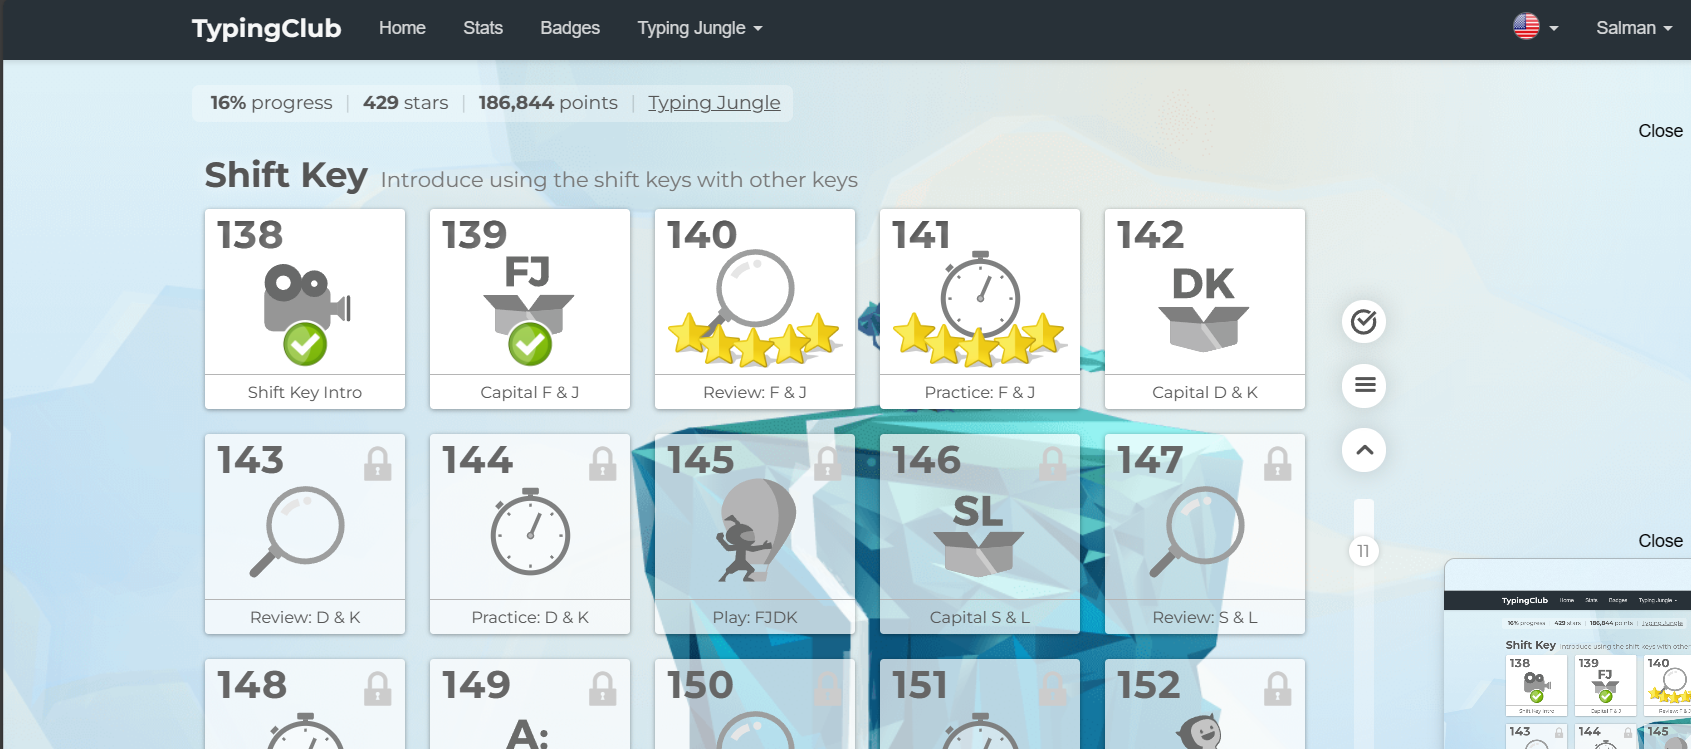 TypingClub Home Stats Badges Typing Jungle Salman
16% progress | 429 stars | 186,844 points | Typing Jungle
Close
Shift Key Introduce using the shift keys with other keys
138 139 140 141 142
FJ DK
Shift Key Intro Capital F & J Review: F & J Practice: F & J Capital D & K
143 144 145 146 147
SL
11
Close
Review: D & K Practice: D & K Play: FJDK Capital S & L Review: S & L
148 149 150 151 152
A:
TypingClub Home Stats Badges Typing Jungle
16% progress | 429 stars | 186,844 points | Typing Jungle
Shift Key Introduce using the shift keys with other
138 139 140
FJ
Shift Key Intro Capital F & J Review: F & J
143 144 145